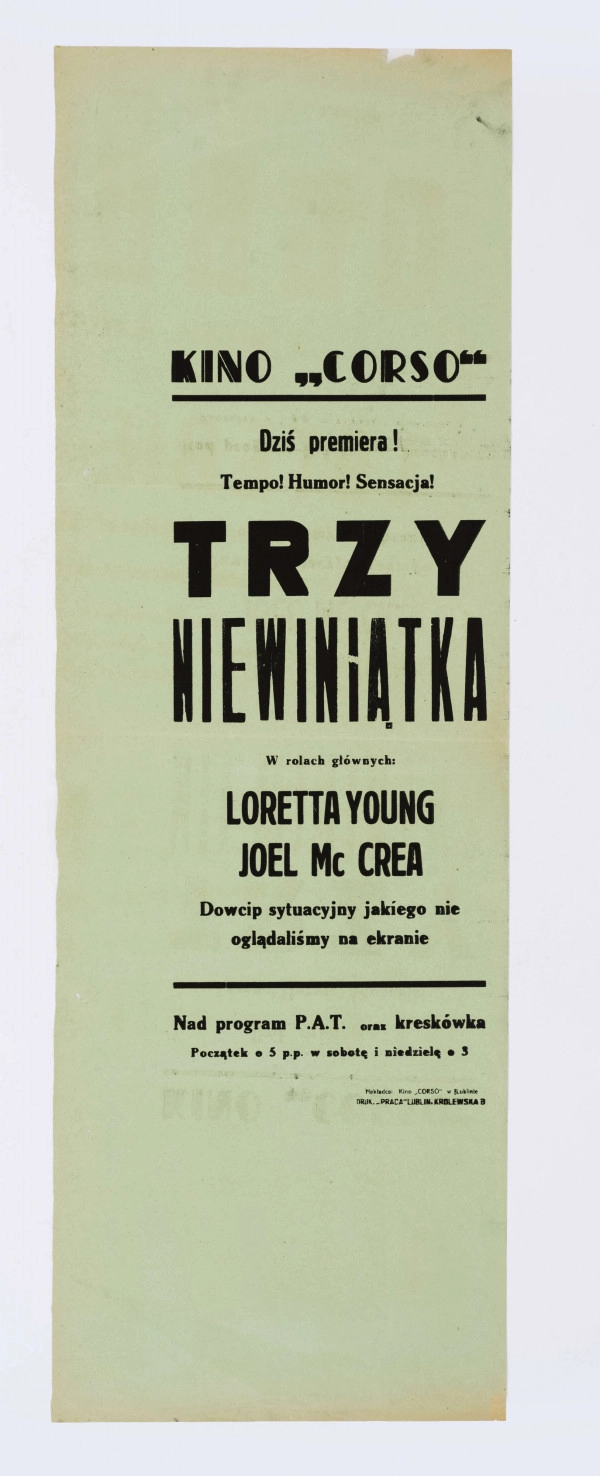 KINO „CORSO“
Dziś premiera!
Tempo! Humor! Sensacja!
TRZY
NIEWINIĄTKA
W rolach głównych:
LORETTA YOUNG
JOEL Mc CREA
Dowcip sytuacyjny jakiego nie
oglądaliśmy na ekranie
Nad program P.A.T. oraz kreskówka
Początek o 5 p.p. w sobotę i niedzielę o 3
Nakładca: Kino „CORSO“ w Lublinie
DRUK. „PRACA“ LUBLIN, KRÓLEWSKA 3